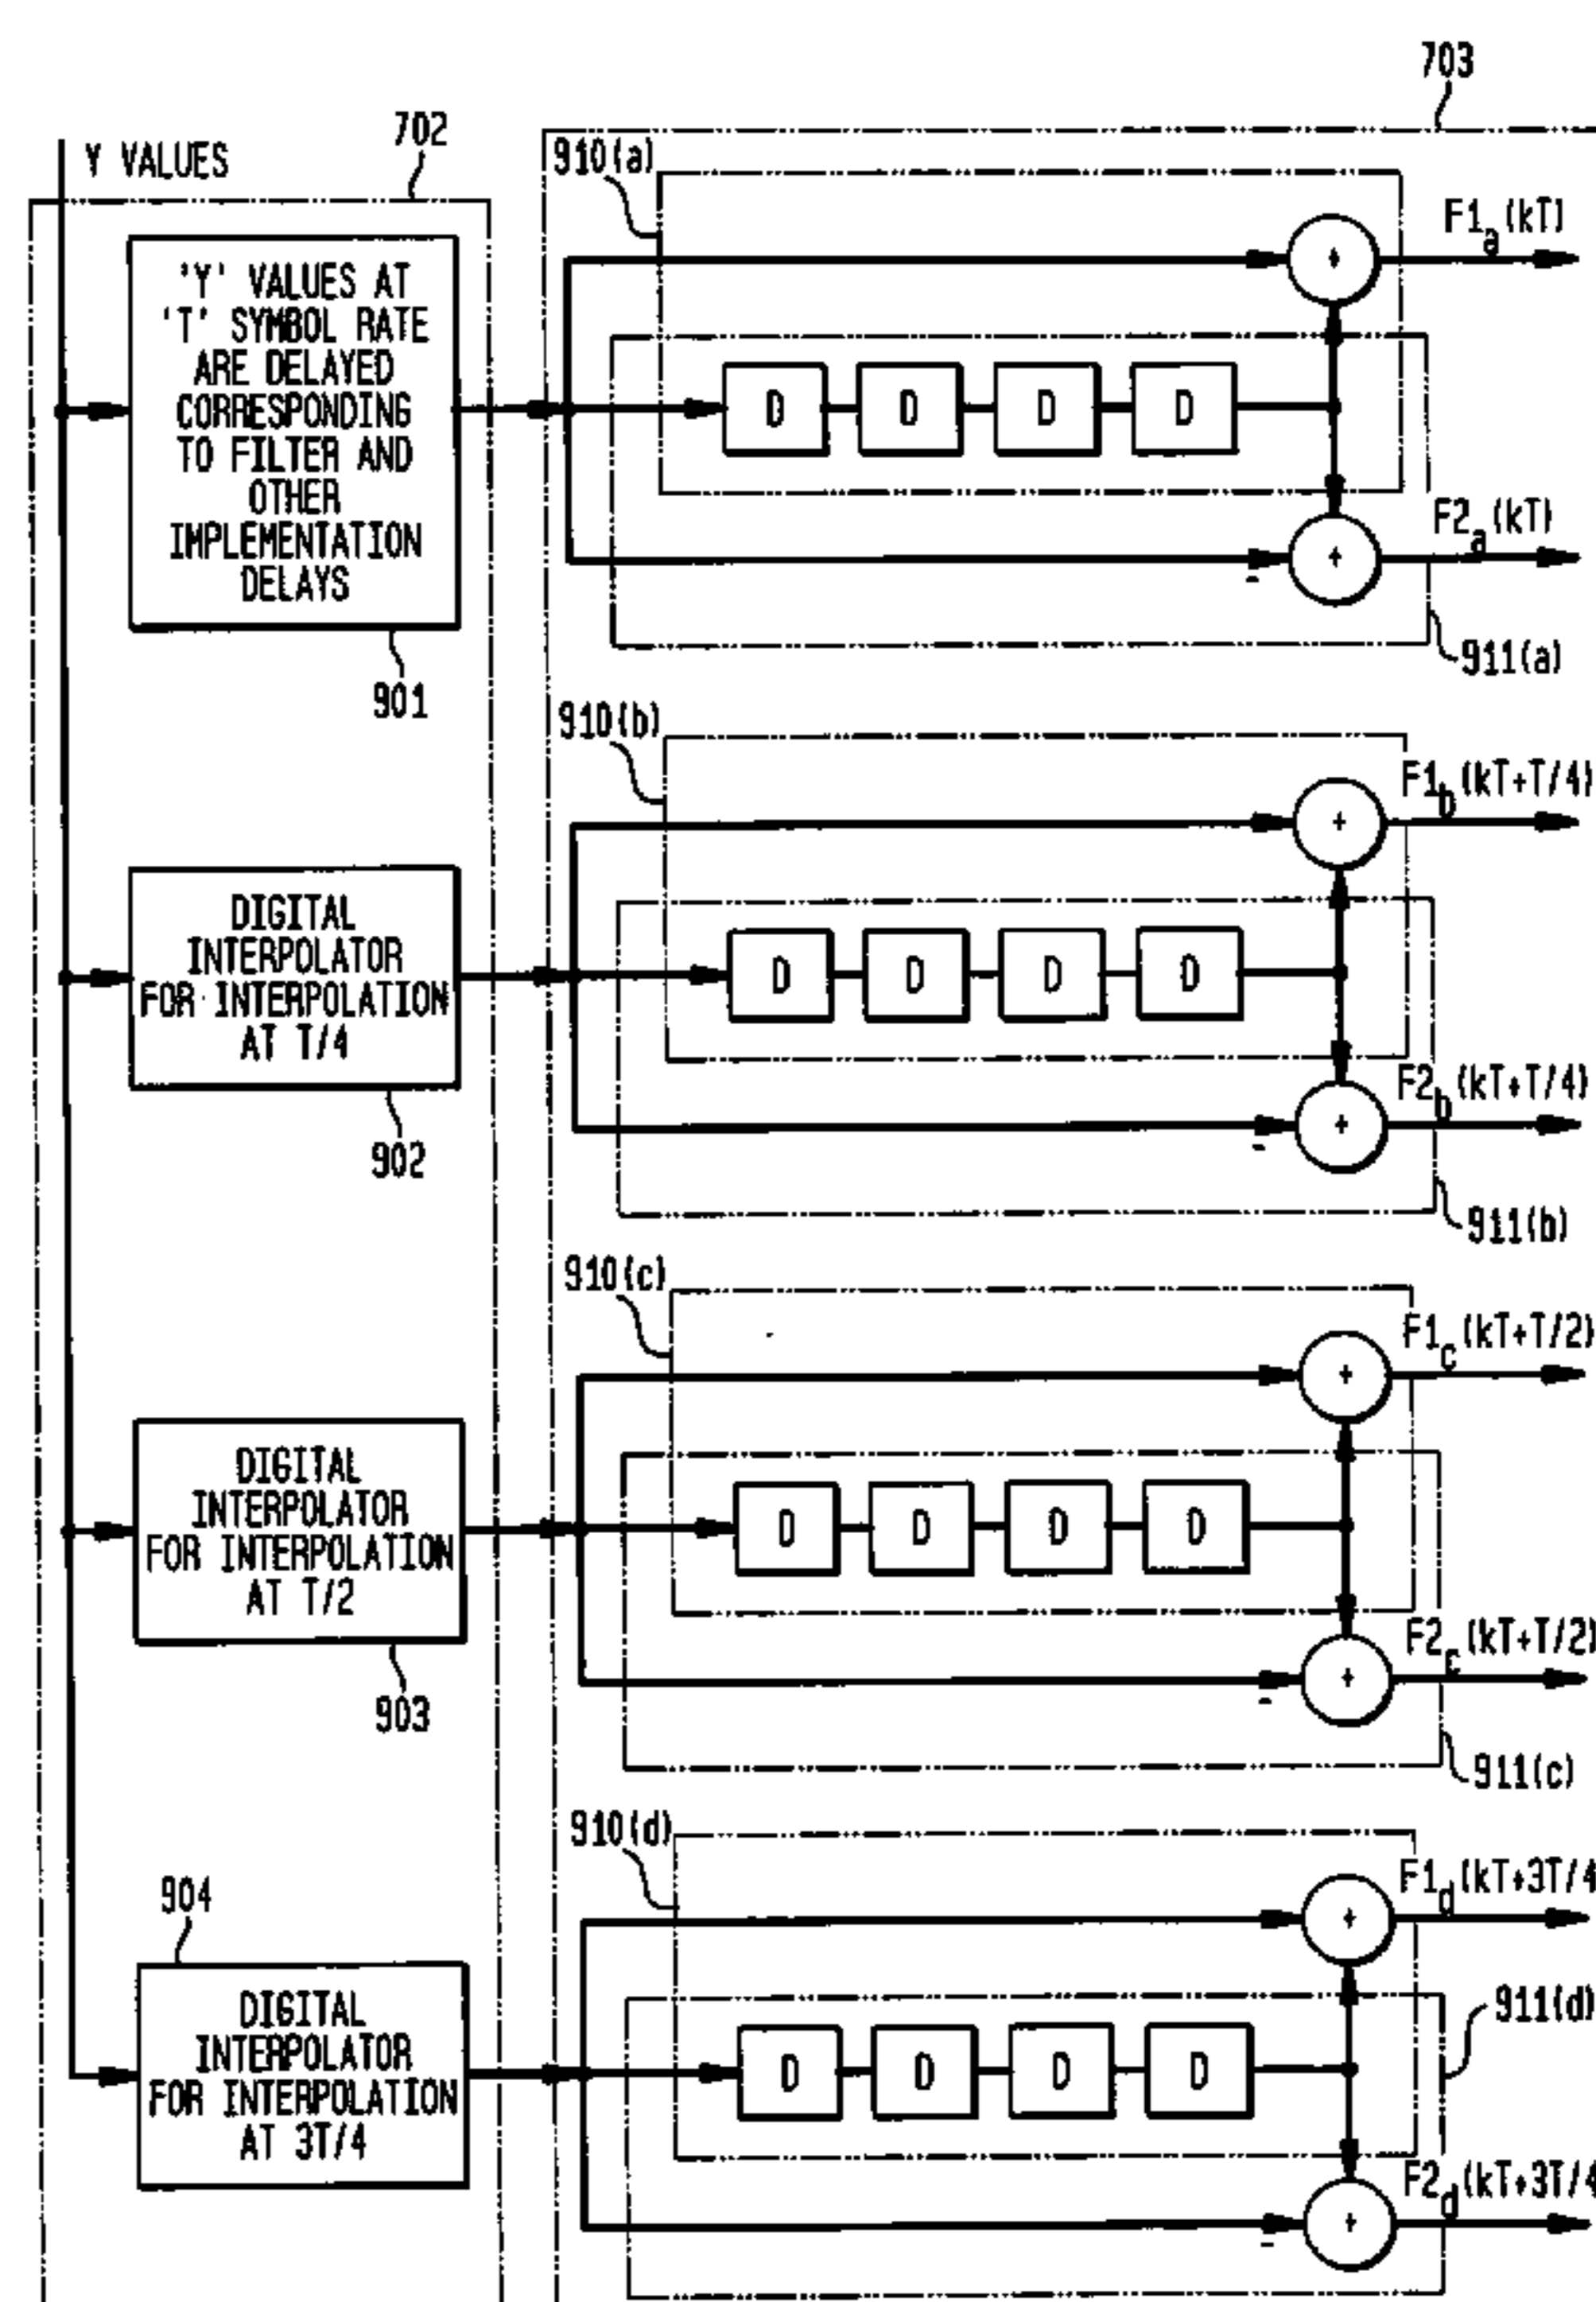 703
702
Y VALUES
910(a)
F1a(kT)
'Y' VALUES AT
'T' SYMBOL RATE
ARE DELAYED
CORRESPONDING
TO FILTER AND
OTHER
IMPLEMENTATION
DELAYS
D D D D
+
+
-
F2a(kT)
911(a)
901
910(b)
F1b(kT+T/4)
DIGITAL
INTERPOLATOR
FOR INTERPOLATION
AT T/4
D D D D
+
+
-
F2b(kT+T/4)
902
911(b)
910(c)
F1c(kT+T/2)
DIGITAL
INTERPOLATOR
FOR INTERPOLATION
AT T/2
D D D D
+
+
-
F2c(kT+T/2)
903
911(c)
910(d)
F1d(kT+3T/4
904
DIGITAL
INTERPOLATOR
FOR INTERPOLATION
AT 3T/4
D D D D
+
+
-
911(d)
F2d(kT+3T/4